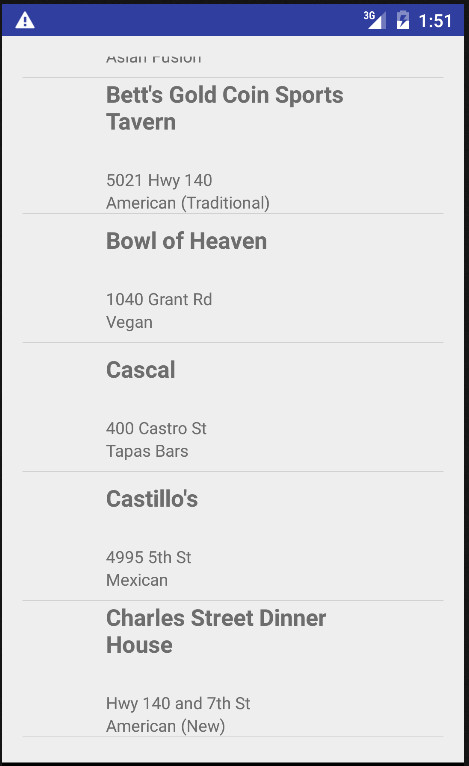 3G 1:51
Asian Fusion
Bett's Gold Coin Sports
Tavern
5021 Hwy 140
American (Traditional)
Bowl of Heaven
1040 Grant Rd
Vegan
Cascal
400 Castro St
Tapas Bars
Castillo's
4995 5th St
Mexican
Charles Street Dinner
House
Hwy 140 and 7th St
American (New)